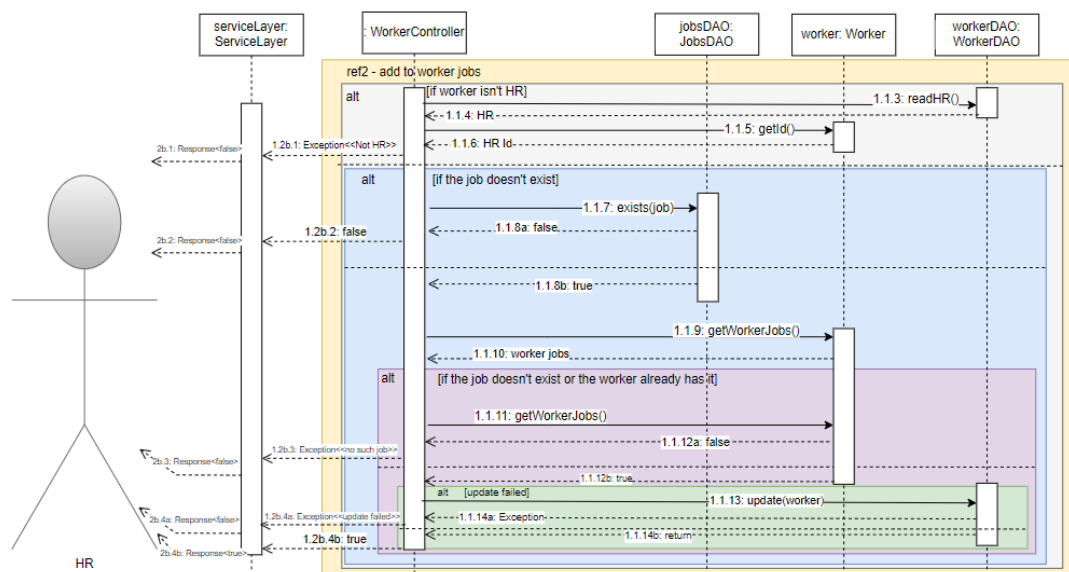 serviceLayer:
ServiceLayer
: WorkerController
jobsDAO:
JobsDAO
worker: Worker
workerDAO:
WorkerDAO
ref2 - add to worker jobs
alt
[if worker isn't HR]
1.1.3: readHR()
1.1.4: HR
1.1.5: getId()
1.1.6: HR Id
1.2b.1: Exception<<Not HR>>
2b.1: Response<false>
alt
[if the job doesn't exist]
1.1.7: exists(job)
1.1.8a: false
1.2b.2: false
2b.2: Response<false>
1.1.8b: true
1.1.9: getWorkerJobs()
1.1.10: worker jobs
alt
[if the job doesn't exist or the worker already has it]
1.1.11: getWorkerJobs()
1.1.12a: false
1.2b.3: Exception<<no such job>>
2b.3: Response<false>
1.1.12b: true
alt
[update failed]
1.1.13: update(worker)
1.1.14a: Exception
1.2b.4a: Exception<<update failed>>
2b.4a: Response<false>
1.1.14b: return
1.2b.4b: true
2b.4b: Response<true>
HR